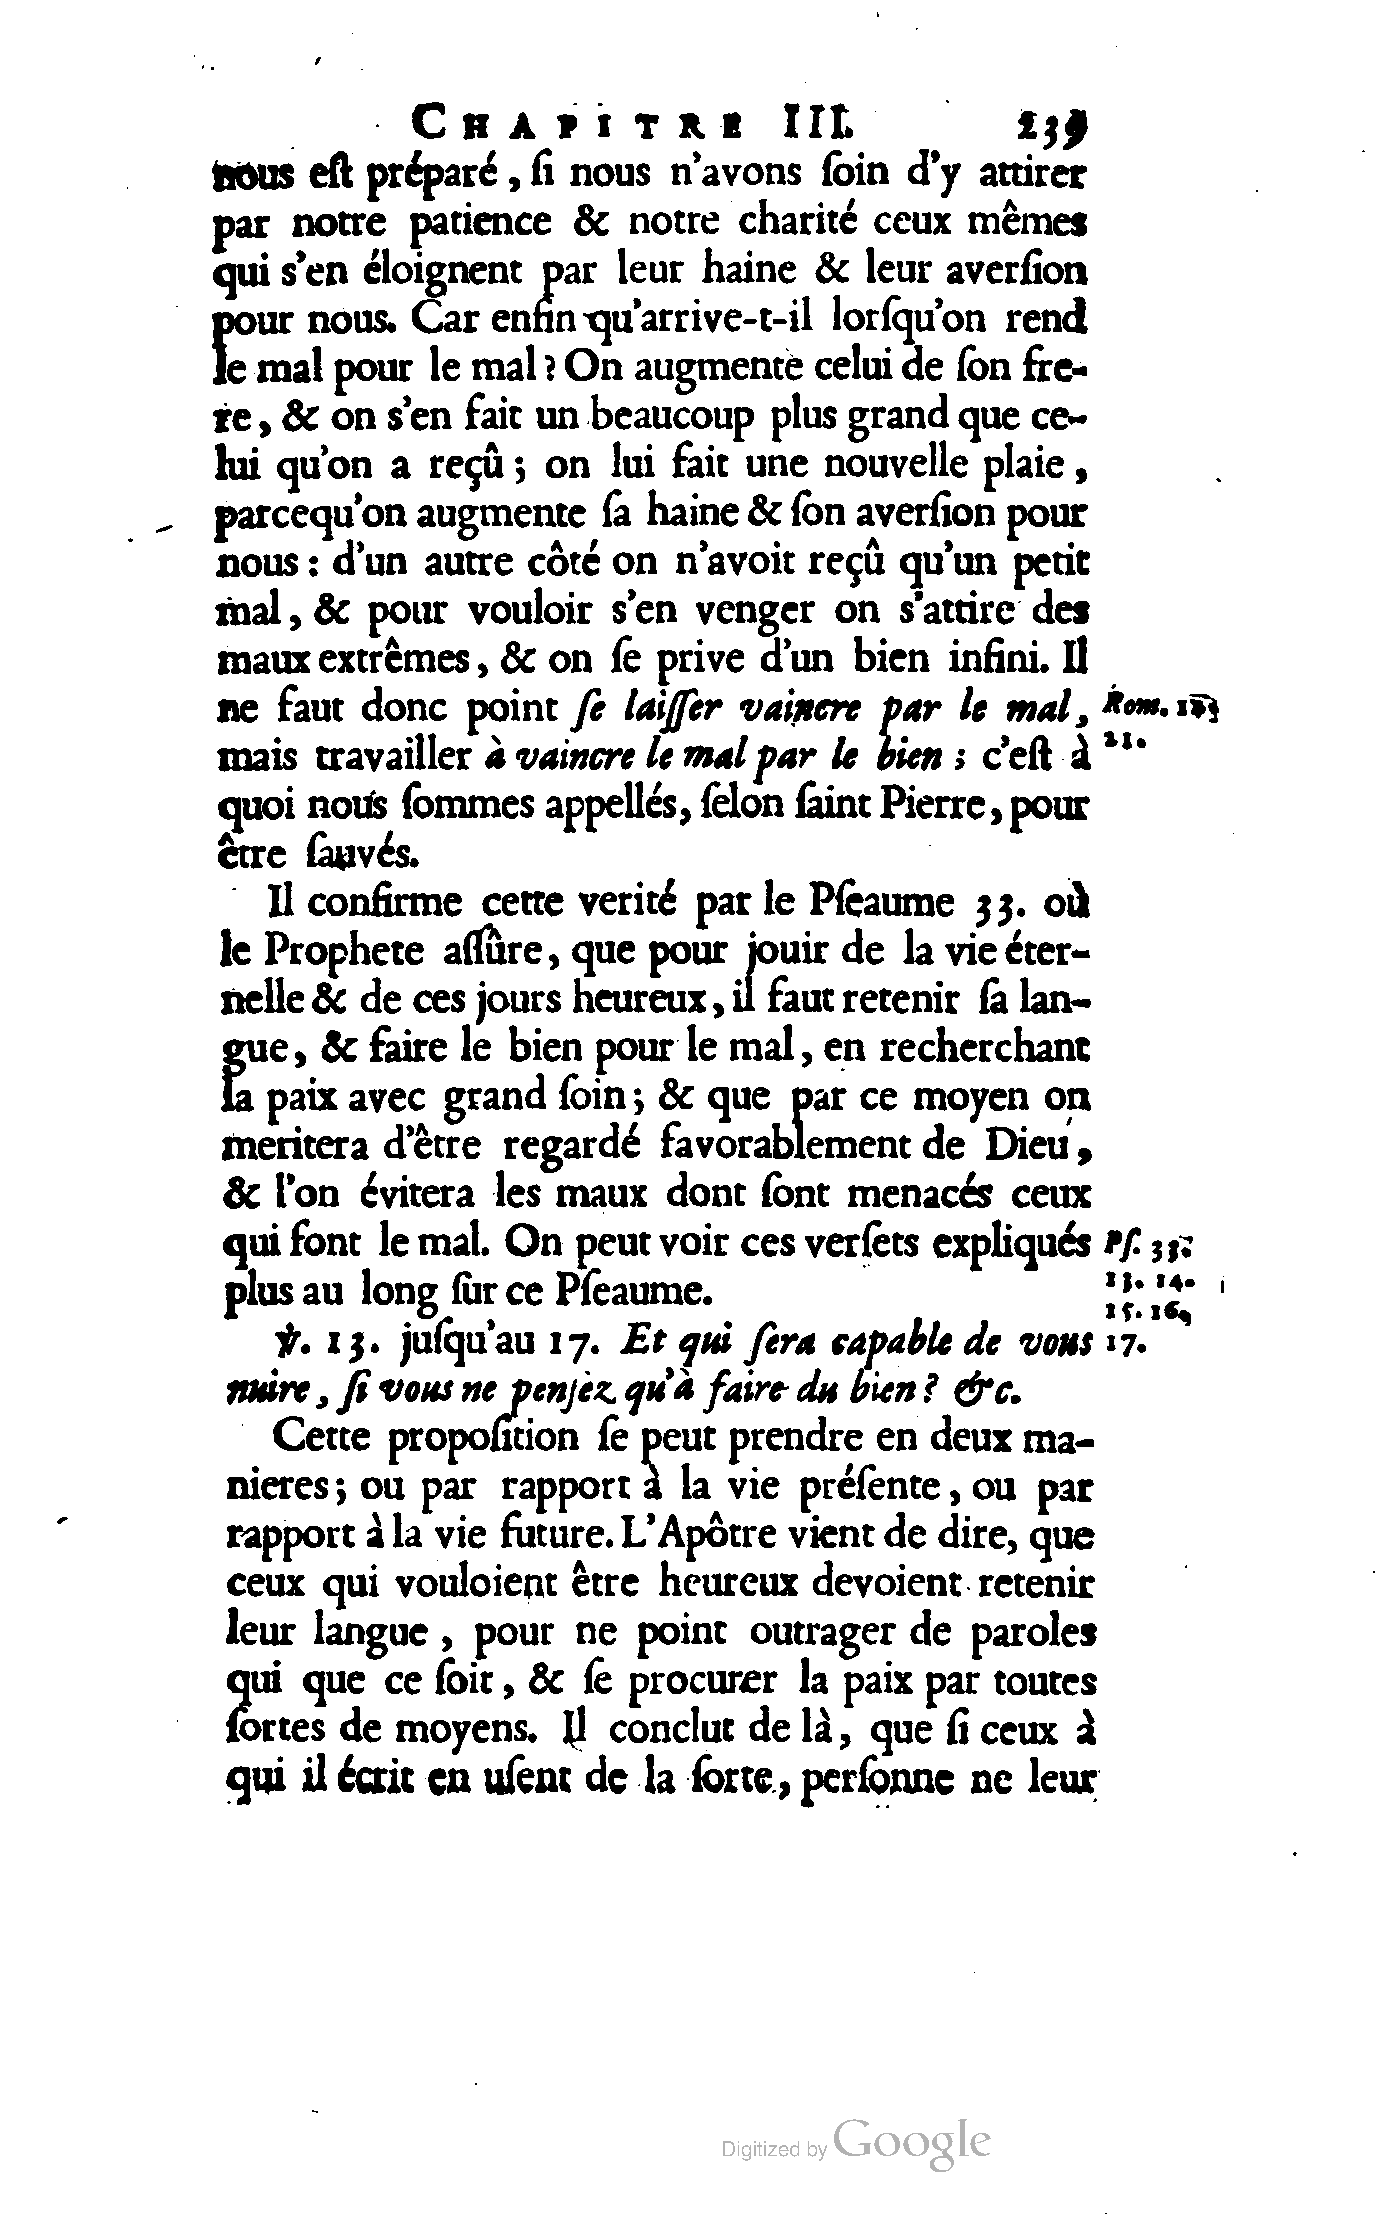 CHAPITRE III. 239
nous eſt préparé, ſi nous n'avons ſoin d'y attirer
par notre patience & notre charité ceux mêmes
qui s'en éloignent par leur haine & leur averſion
pour nous. Car enfin qu'arrive-t-il lorſqu'on rend
le mal pour le mal ? On augmente celui de ſon fre-
re, & on s'en fait un beaucoup plus grand que ce-
lui qu'on a reçû ; on lui fait une nouvelle plaie,
parcequ'on augmente ſa haine & ſon averſion pour
nous : d'un autre côté on n'avoit reçû qu'un petit
mal, & pour vouloir s'en venger on s'attire des
maux extrêmes, & on ſe prive d'un bien infini. Il
ne faut donc point ſe laiſſer vaincre par le mal, Rom.
mais travailler à vaincre le mal par le bien ; c'eſt à 21.
quoi nous ſommes appellés, ſelon ſaint Pierre, pour
être ſauvés.
Il confirme cette verité par le Pſeaume 33. où
le Prophete aſſûre, que pour jouir de la vie éter-
nelle & de ces jours heureux, il faut retenir ſa lan-
gue, & faire le bien pour le mal, en recherchant
la paix avec grand ſoin ; & que par ce moyen on
meritera d'être regardé favorablement de Dieu,
& l'on évitera les maux dont ſont menacés ceux
qui font le mal. On peut voir ces verſets expliqués Pſ. 33.
plus au long ſur ce Pſeaume. 13. 14.
15. 16.
℣. 13. juſqu'au 17. Et qui ſera capable de vous 17.
nuire, ſi vous ne penſez qu'à faire du bien ? &c.
Cette propoſition ſe peut prendre en deux ma-
nieres ; ou par rapport à la vie préſente, ou par
rapport à la vie future. L'Apôtre vient de dire, que
ceux qui vouloient être heureux devoient retenir
leur langue, pour ne point outrager de paroles
qui que ce ſoit, & ſe procurer la paix par toutes
ſortes de moyens. Il conclut de là, que ſi ceux à
qui il écrit en uſent de la ſorte, perſonne ne leur
Digitized by Google